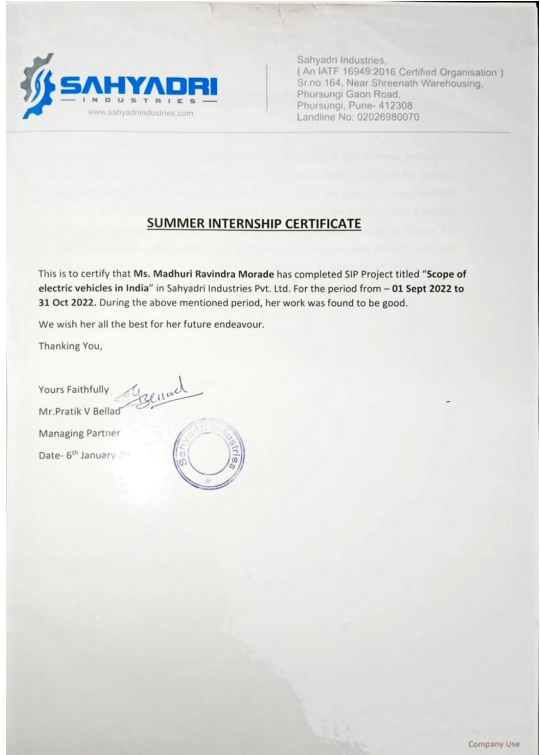 SAHYADRI
INDUSTRIES
www.sahyadriindustries.com
Sahyadri Industries,
( An IATF 16949:2016 Certified Organisation )
Sr.no.164, Near Shreenath Warehousing,
Phursungi Gaon Road,
Phursungi, Pune- 412308
Landline No: 02026980070
SUMMER INTERNSHIP CERTIFICATE
This is to certify that Ms. Madhuri Ravindra Morade has completed SIP Project titled “Scope of
electric vehicles in India” in Sahyadri Industries Pvt. Ltd. For the period from – 01 Sept 2022 to
31 Oct 2022. During the above mentioned period, her work was found to be good.
We wish her all the best for her future endeavour.
Thanking You,
Yours Faithfully
Bellad
Mr.Pratik V Bellad
Managing Partner
Date- 6th January
Sahyadri Industries
Company Use